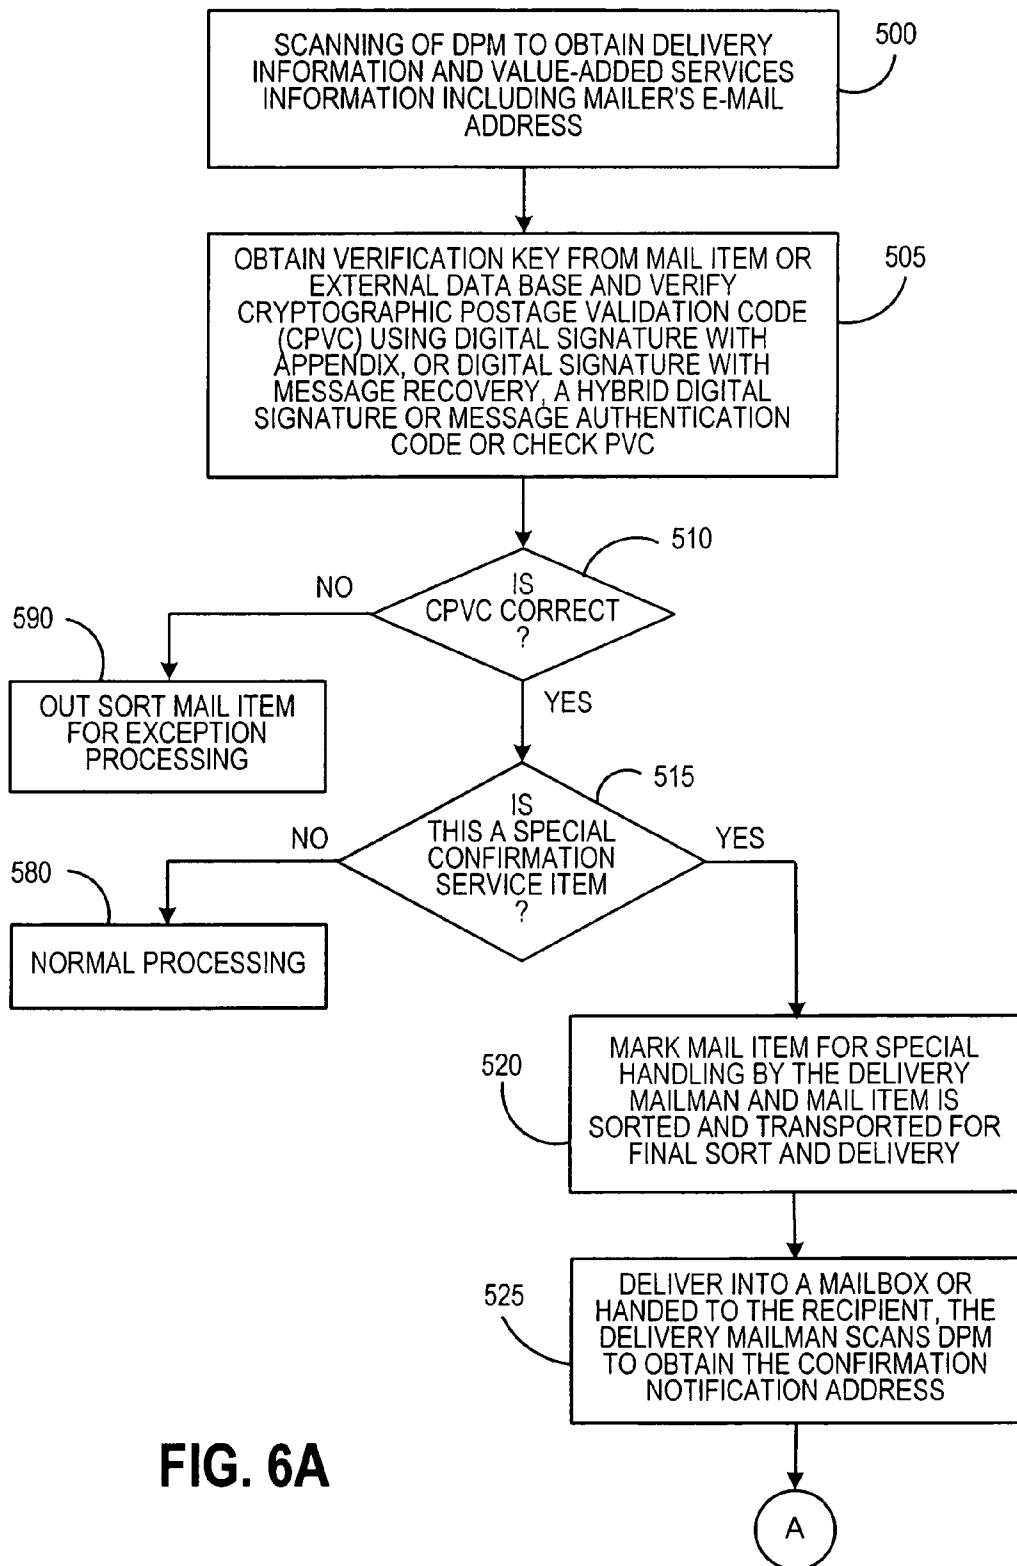 SCANNING OF DPM TO OBTAIN DELIVERY
INFORMATION AND VALUE-ADDED SERVICES
INFORMATION INCLUDING MAILER'S E-MAIL
ADDRESS
500
OBTAIN VERIFICATION KEY FROM MAIL ITEM OR
EXTERNAL DATA BASE AND VERIFY
CRYPTOGRAPHIC POSTAGE VALIDATION CODE
(CPVC) USING DIGITAL SIGNATURE WITH
APPENDIX, OR DIGITAL SIGNATURE WITH
MESSAGE RECOVERY, A HYBRID DIGITAL
SIGNATURE OR MESSAGE AUTHENTICATION
CODE OR CHECK PVC
505
IS
CPVC CORRECT
?
510
NO
590
OUT SORT MAIL ITEM
FOR EXCEPTION
PROCESSING
YES
IS
THIS A SPECIAL
CONFIRMATION
SERVICE ITEM
?
515
NO
YES
580
NORMAL PROCESSING
520
MARK MAIL ITEM FOR SPECIAL
HANDLING BY THE DELIVERY
MAILMAN AND MAIL ITEM IS
SORTED AND TRANSPORTED FOR
FINAL SORT AND DELIVERY
525
DELIVER INTO A MAILBOX OR
HANDED TO THE RECIPIENT, THE
DELIVERY MAILMAN SCANS DPM
TO OBTAIN THE CONFIRMATION
NOTIFICATION ADDRESS
FIG. 6A
A